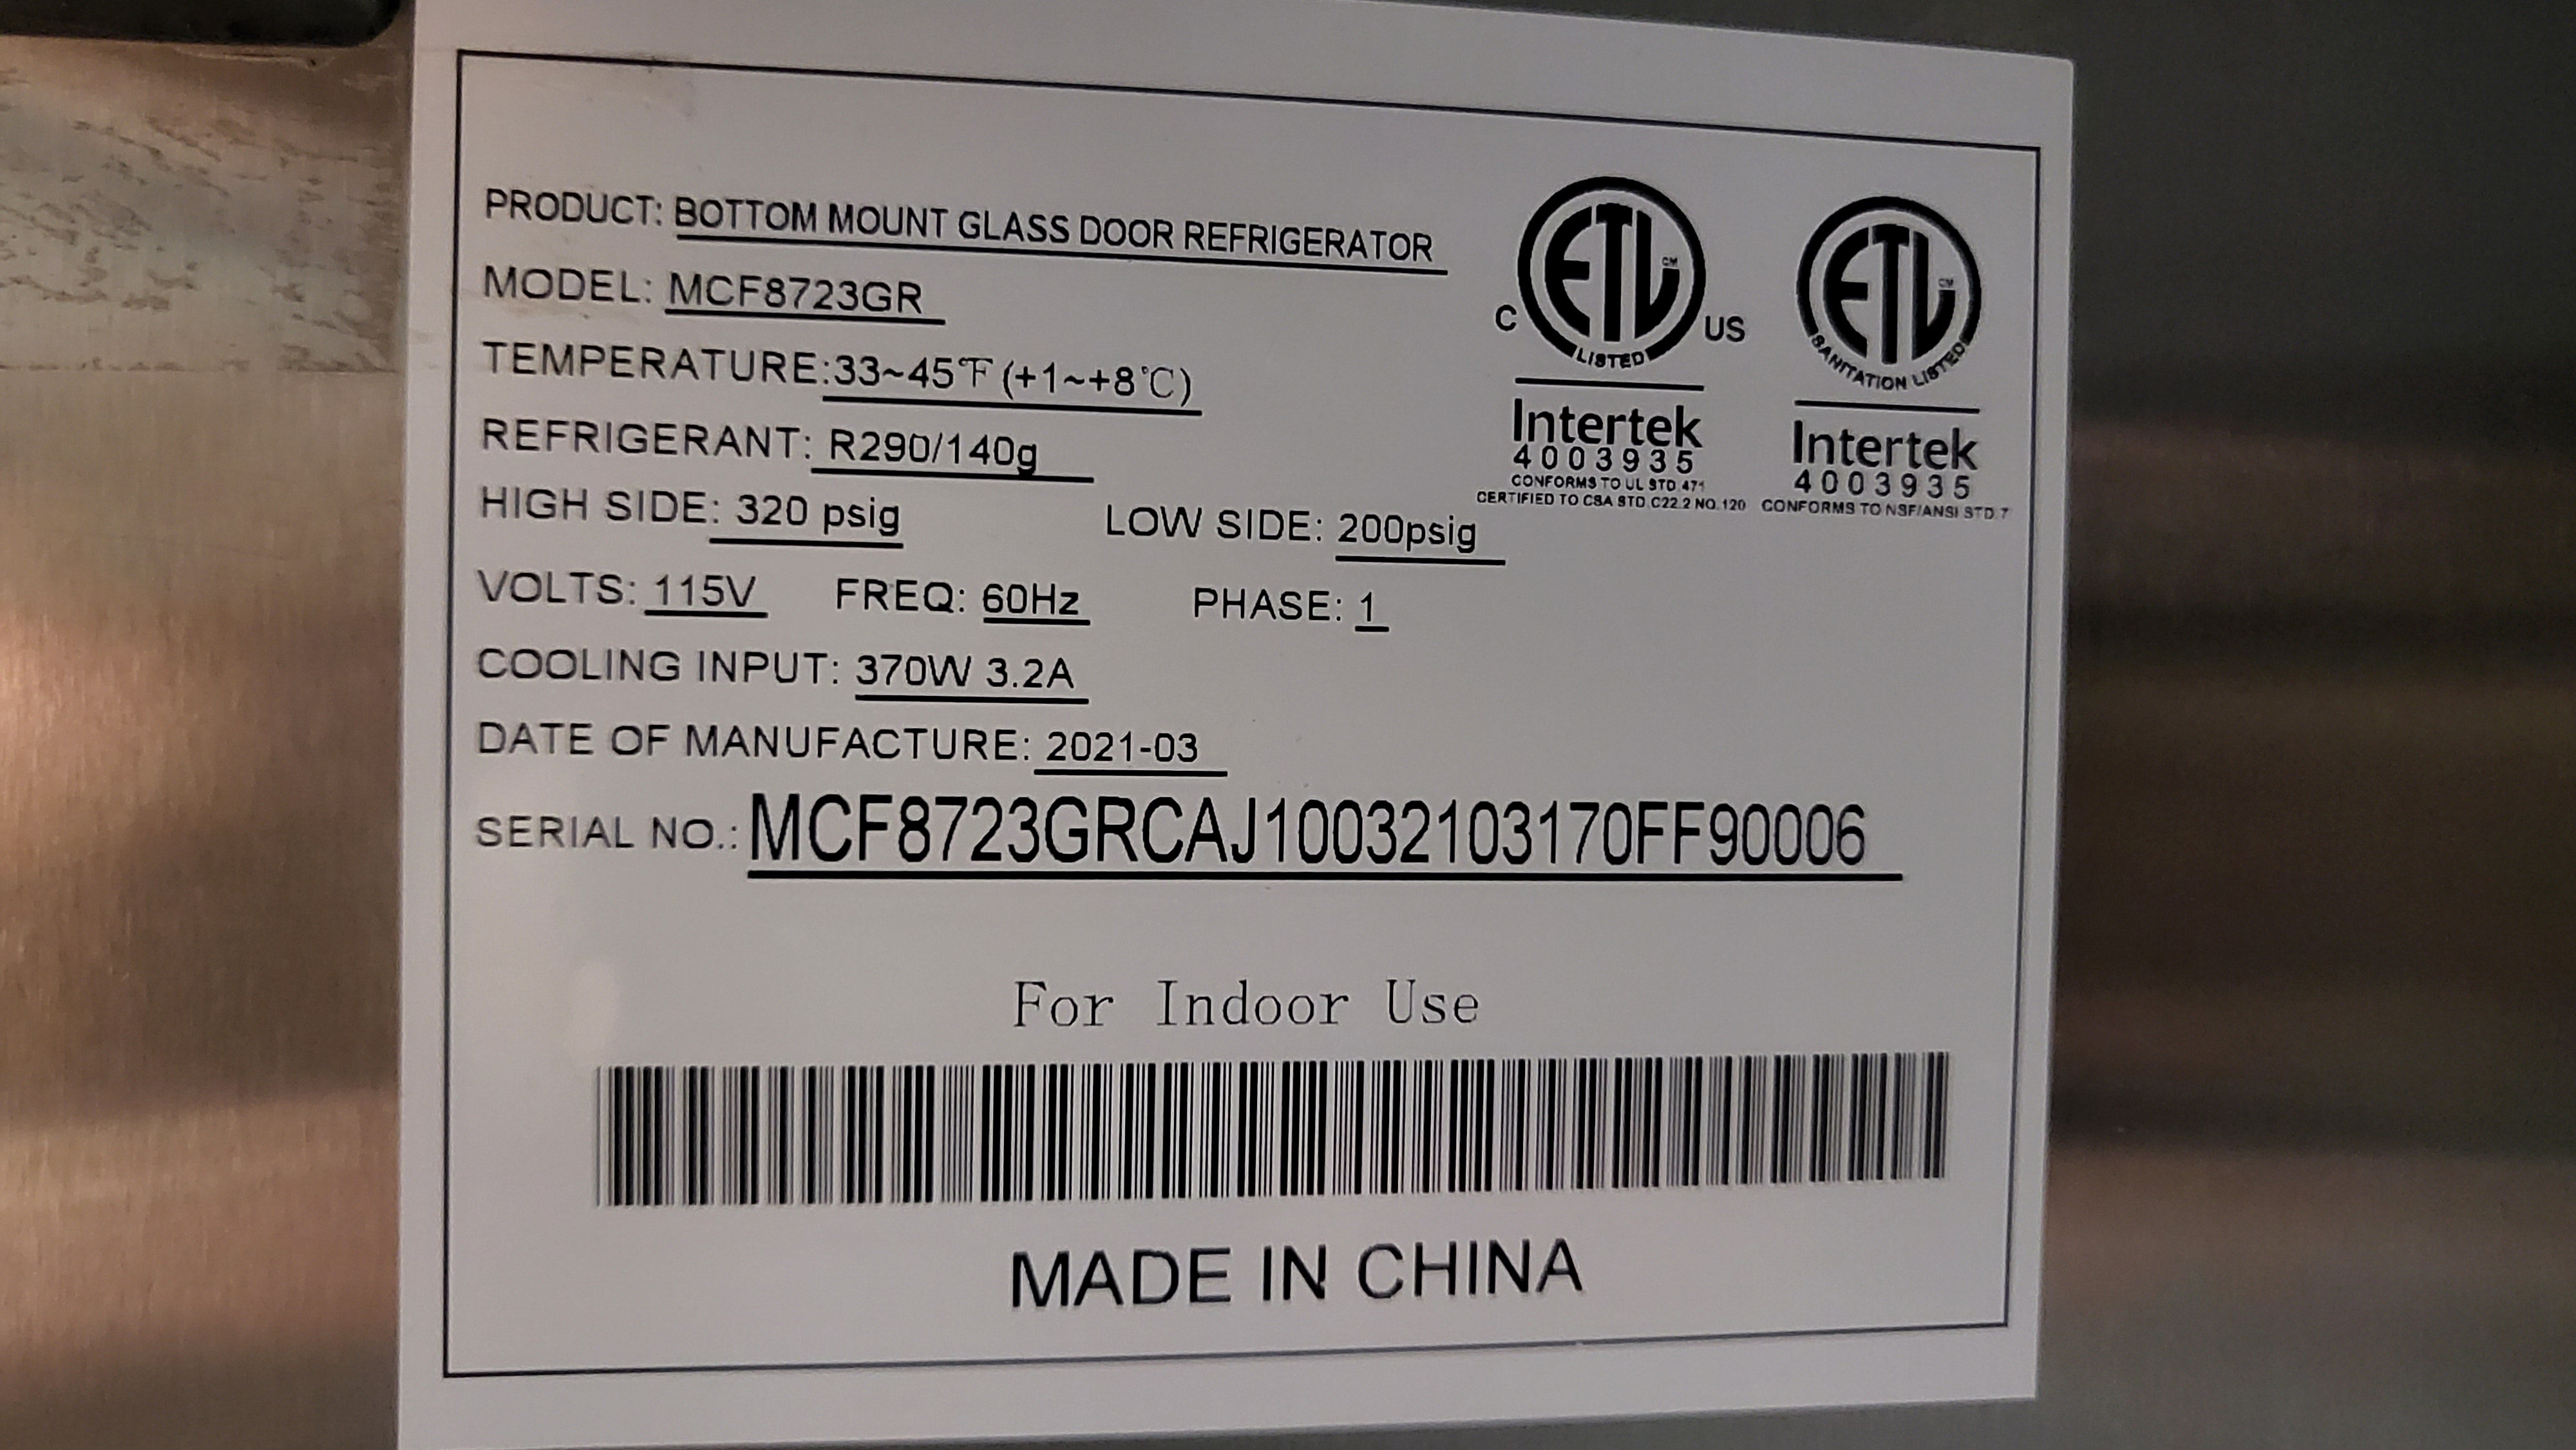 PRODUCT: BOTTOM MOUNT GLASS DOOR REFRIGERATOR
MODEL: MCF8723GR
TEMPERATURE:33~45℉ (+1~+8℃)
REFRIGERANT: R290/140g
HIGH SIDE: 320 psig LOW SIDE: 200psig
VOLTS: 115V FREQ: 60Hz PHASE: 1
COOLING INPUT: 370W 3.2A
DATE OF MANUFACTURE: 2021-03
SERIAL NO.: MCF8723GRCAJ10032103170FF90006
ETL CM
C US
LISTED
Intertek
4003935
CONFORMS TO UL STD.471
CERTIFIED TO CSA STD.C22.2 NO.120
ETL CM
SANITATION LISTED
Intertek
4003935
CONFORMS TO NSF/ANSI STD.7
For Indoor Use
MADE IN CHINA